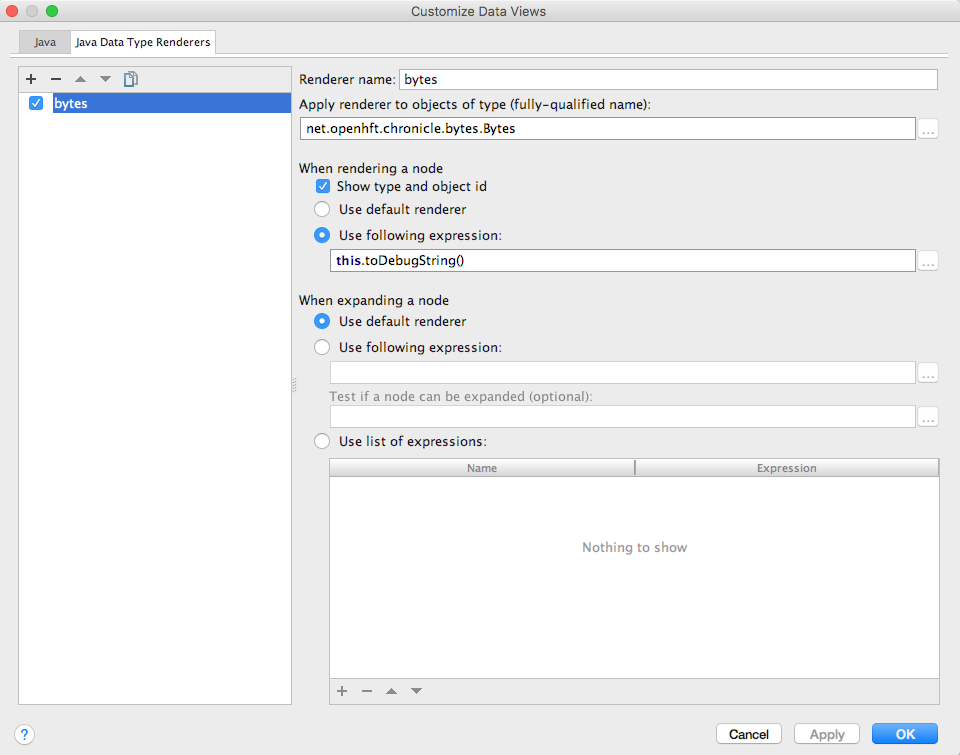 Customize Data Views
Java
Java Data Type Renderers
bytes
Renderer name: bytes
Apply renderer to objects of type (fully-qualified name):
net.openhft.chronicle.bytes.Bytes
...
When rendering a node
Show type and object id
Use default renderer
Use following expression:
this.toDebugString()
...
When expanding a node
Use default renderer
Use following expression:
...
Test if a node can be expanded (optional):
...
Use list of expressions:
Name Expression
Nothing to show
?
Cancel Apply OK